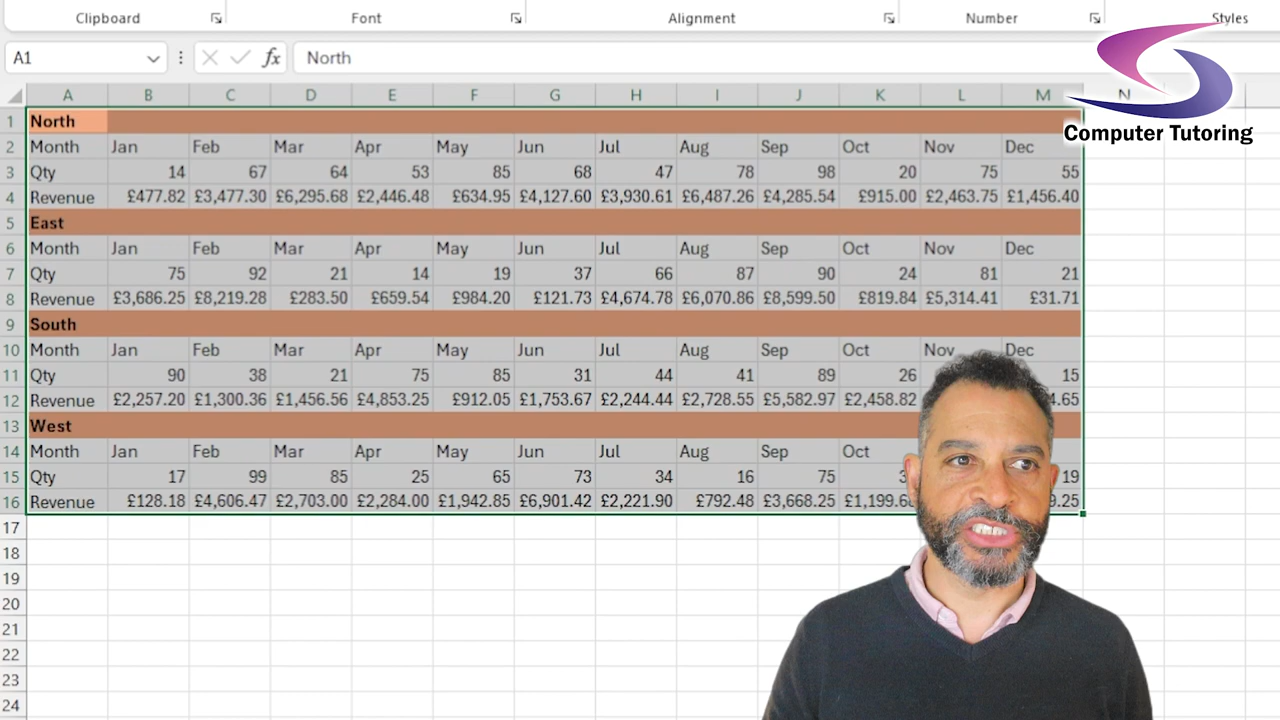 Clipboard Font Alignment Number Styles
A1 fx North
Computer Tutoring
A B C D E F G H I J K L M N
1 North
2 Month Jan Feb Mar Apr May Jun Jul Aug Sep Oct Nov Dec
3 Qty 14 67 64 53 85 68 47 78 98 20 75 55
4 Revenue £477.82 £3,477.30 £6,295.68 £2,446.48 £634.95 £4,127.60 £3,930.61 £6,487.26 £4,285.54 £915.00 £2,463.75 £1,456.40
5 East
6 Month Jan Feb Mar Apr May Jun Jul Aug Sep Oct Nov Dec
7 Qty 75 92 21 14 19 37 66 87 90 24 81 21
8 Revenue £3,686.25 £8,219.28 £283.50 £659.54 £984.20 £121.73 £4,674.78 £6,070.86 £8,599.50 £819.84 £5,314.41 £31.71
9 South
10 Month Jan Feb Mar Apr May Jun Jul Aug Sep Oct Nov Dec
11 Qty 90 38 21 75 85 31 44 41 89 26 15
12 Revenue £2,257.20 £1,300.36 £1,456.56 £4,853.25 £912.05 £1,753.67 £2,244.44 £2,728.55 £5,582.97 £2,458.82
13 West
14 Month Jan Feb Mar Apr May Jun Jul Aug Sep Oct
15 Qty 17 99 85 25 65 73 34 16 75 19
16 Revenue £128.18 £4,606.47 £2,703.00 £2,284.00 £1,942.85 £6,901.42 £2,221.90 £792.48 £3,668.25
17
18
19
20
21
22
23
24